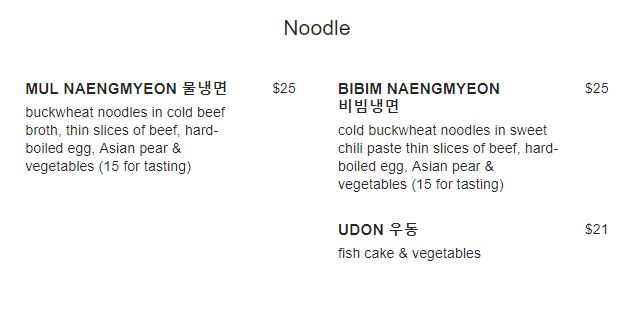 Noodle
MUL NAENGMYEON 물냉면 $25
buckwheat noodles in cold beef
broth, thin slices of beef, hard-
boiled egg, Asian pear &
vegetables (15 for tasting)
BIBIM NAENGMYEON $25
비빔냉면
cold buckwheat noodles in sweet
chili paste thin slices of beef, hard-
boiled egg, Asian pear &
vegetables (15 for tasting)
UDON 우동 $21
fish cake & vegetables